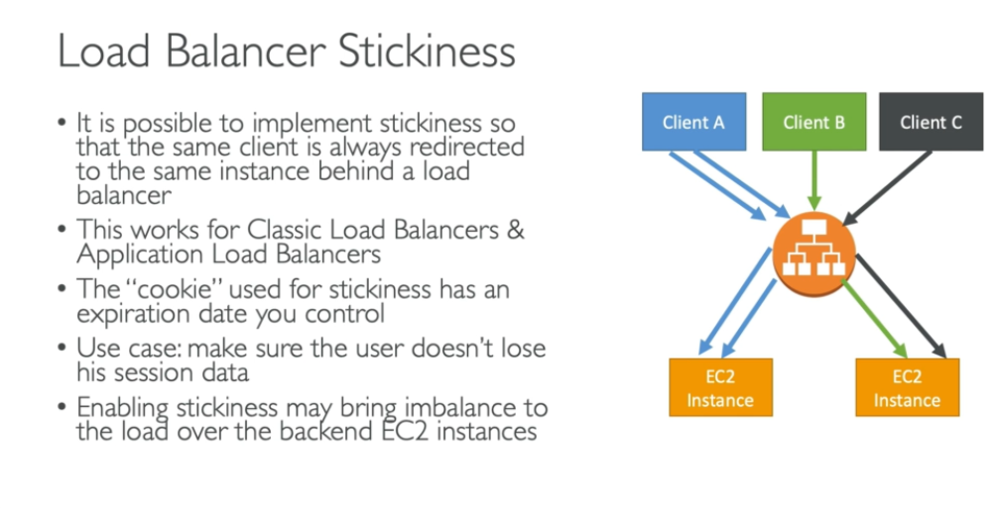 Load Balancer Stickiness
• It is possible to implement stickiness so
that the same client is always redirected
to the same instance behind a load
balancer
• This works for Classic Load Balancers &
Application Load Balancers
• The “cookie” used for stickiness has an
expiration date you control
• Use case: make sure the user doesn’t lose
his session data
• Enabling stickiness may bring imbalance to
the load over the backend EC2 instances
Client A
Client B
Client C
EC2
Instance
EC2
Instance